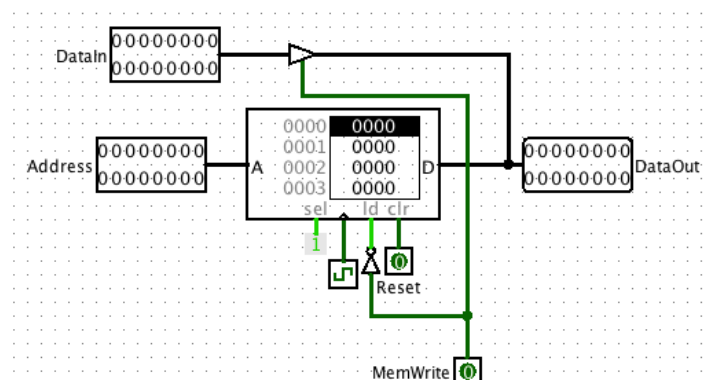 DataIn
00000000
00000000
Address
00000000
00000000
A
0000 0000
0001 0000
0002 0000
0003 0000
D
sel ld clr
00000000
00000000
DataOut
1
0
Reset
MemWrite 0